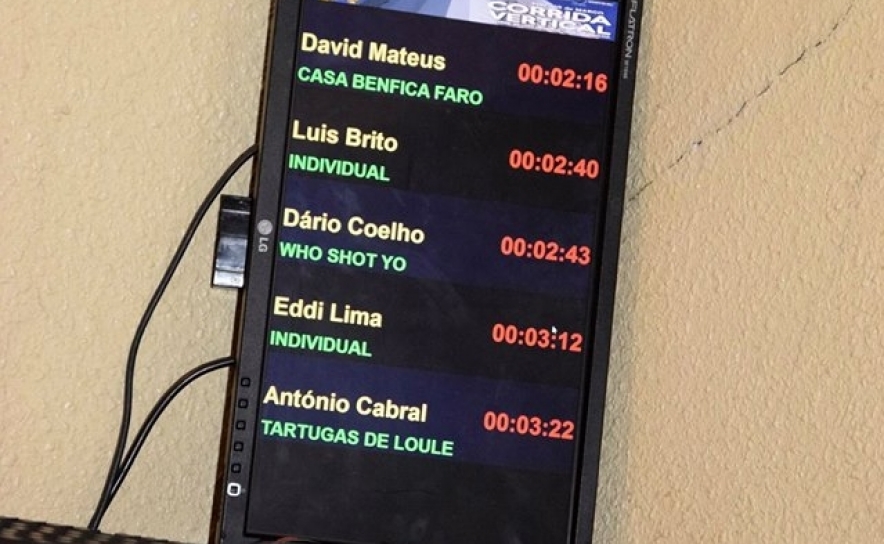 CORRIDA
VERTICAL
FLATRON
David Mateus
00:02:16
CASA BENFICA FARO
Luis Brito
00:02:40
INDIVIDUAL
Dário Coelho
00:02:43
WHO SHOT YO
Eddi Lima
00:03:12
INDIVIDUAL
António Cabral
00:03:22
TARTUGAS DE LOULE
LG